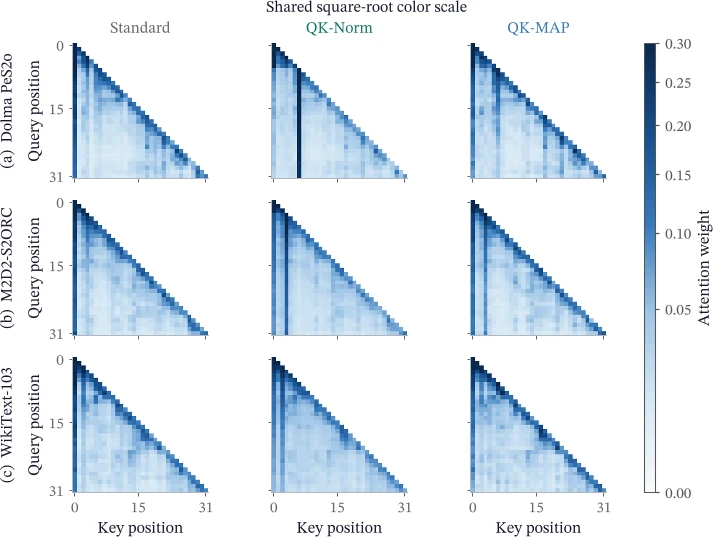 Shared square-root color scale
Standard QK-Norm QK-MAP
(a) Dolma PeS2o
Query position
0
15
31
(b) M2D2-S2ORC
Query position
0
15
31
(c) WikiText-103
Query position
0
15
31
0 15 31 0 15 31 0 15 31
Key position Key position Key position
0.30
0.25
0.20
0.15
0.10
0.05
0.00
Attention weight